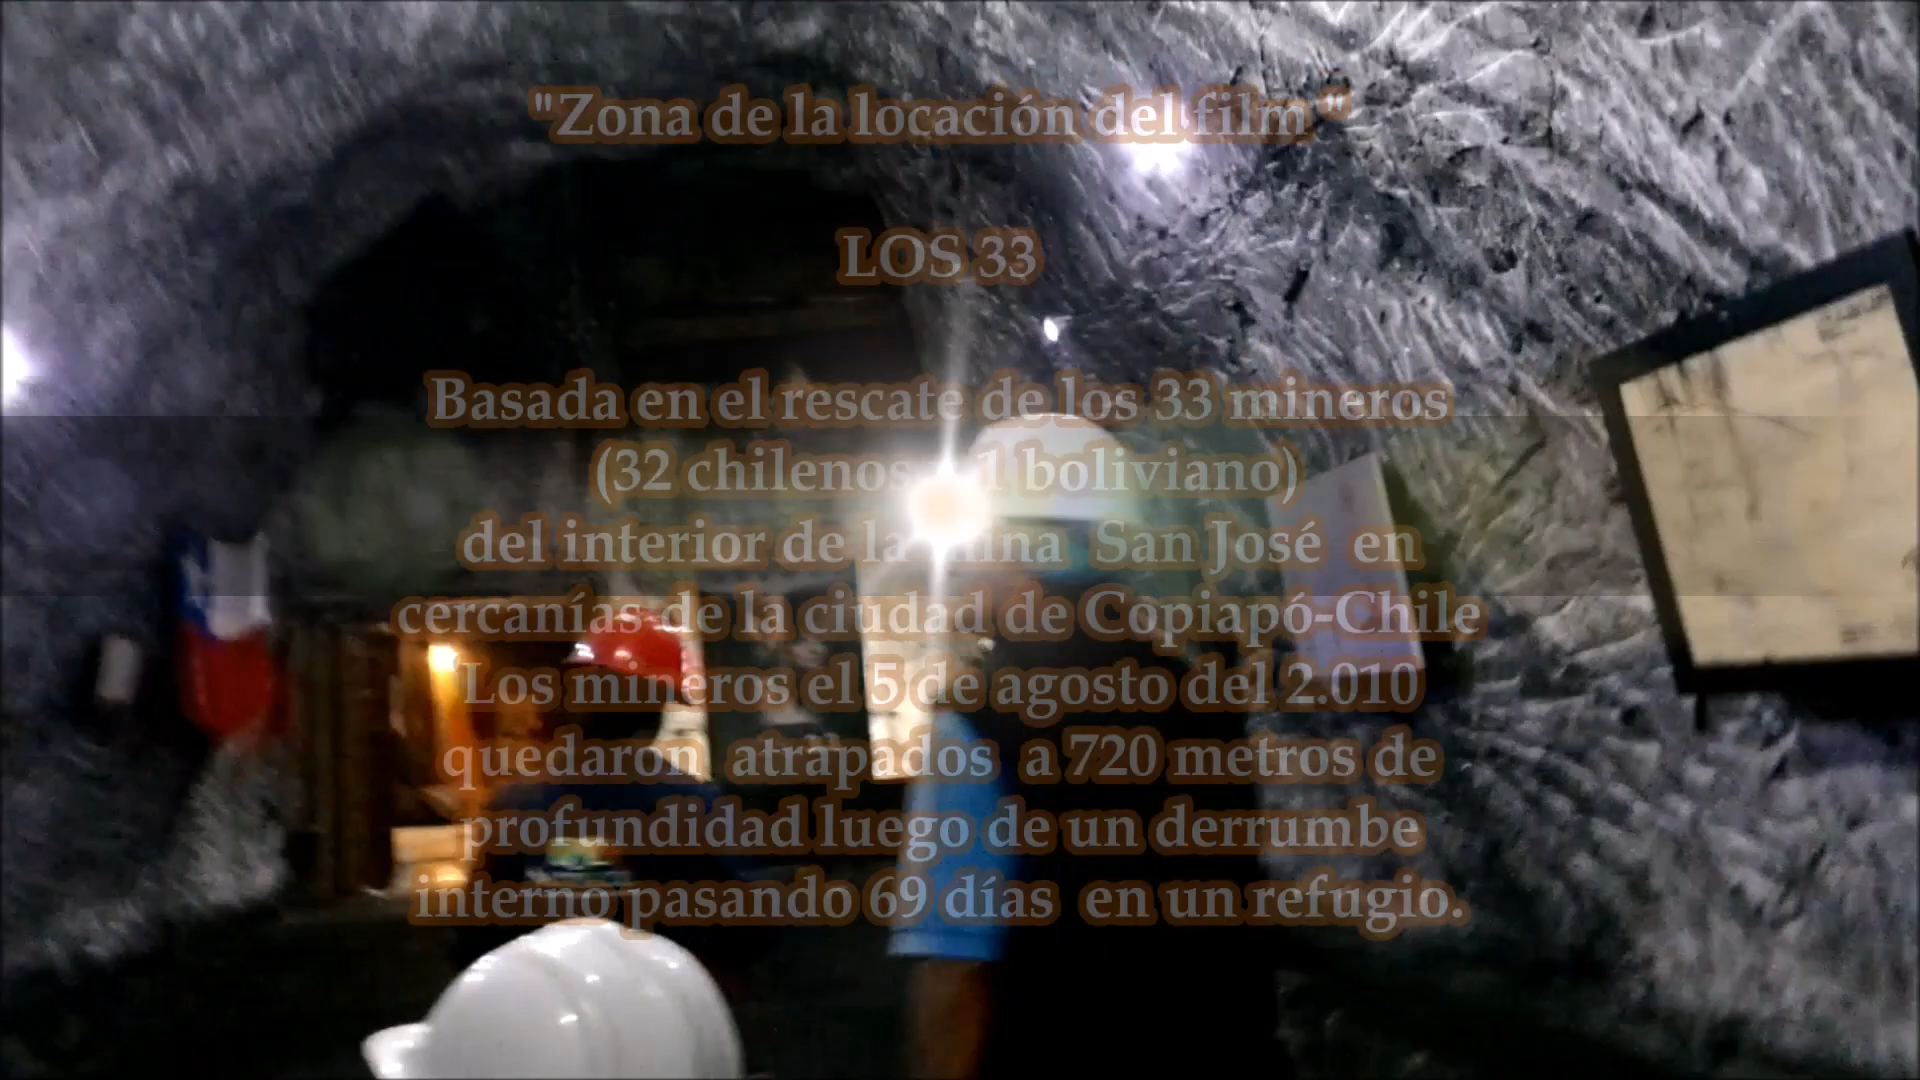 "Zona de la locación del film "
LOS 33
Basada en el rescate de los 33 mineros
(32 chilenos 1 boliviano)
del interior de la mina San José en
cercanías de la ciudad de Copiapó-Chile
Los mineros el 5 de agosto del 2.010
quedaron atrapados a 720 metros de
profundidad luego de un derrumbe
interno pasando 69 días en un refugio.